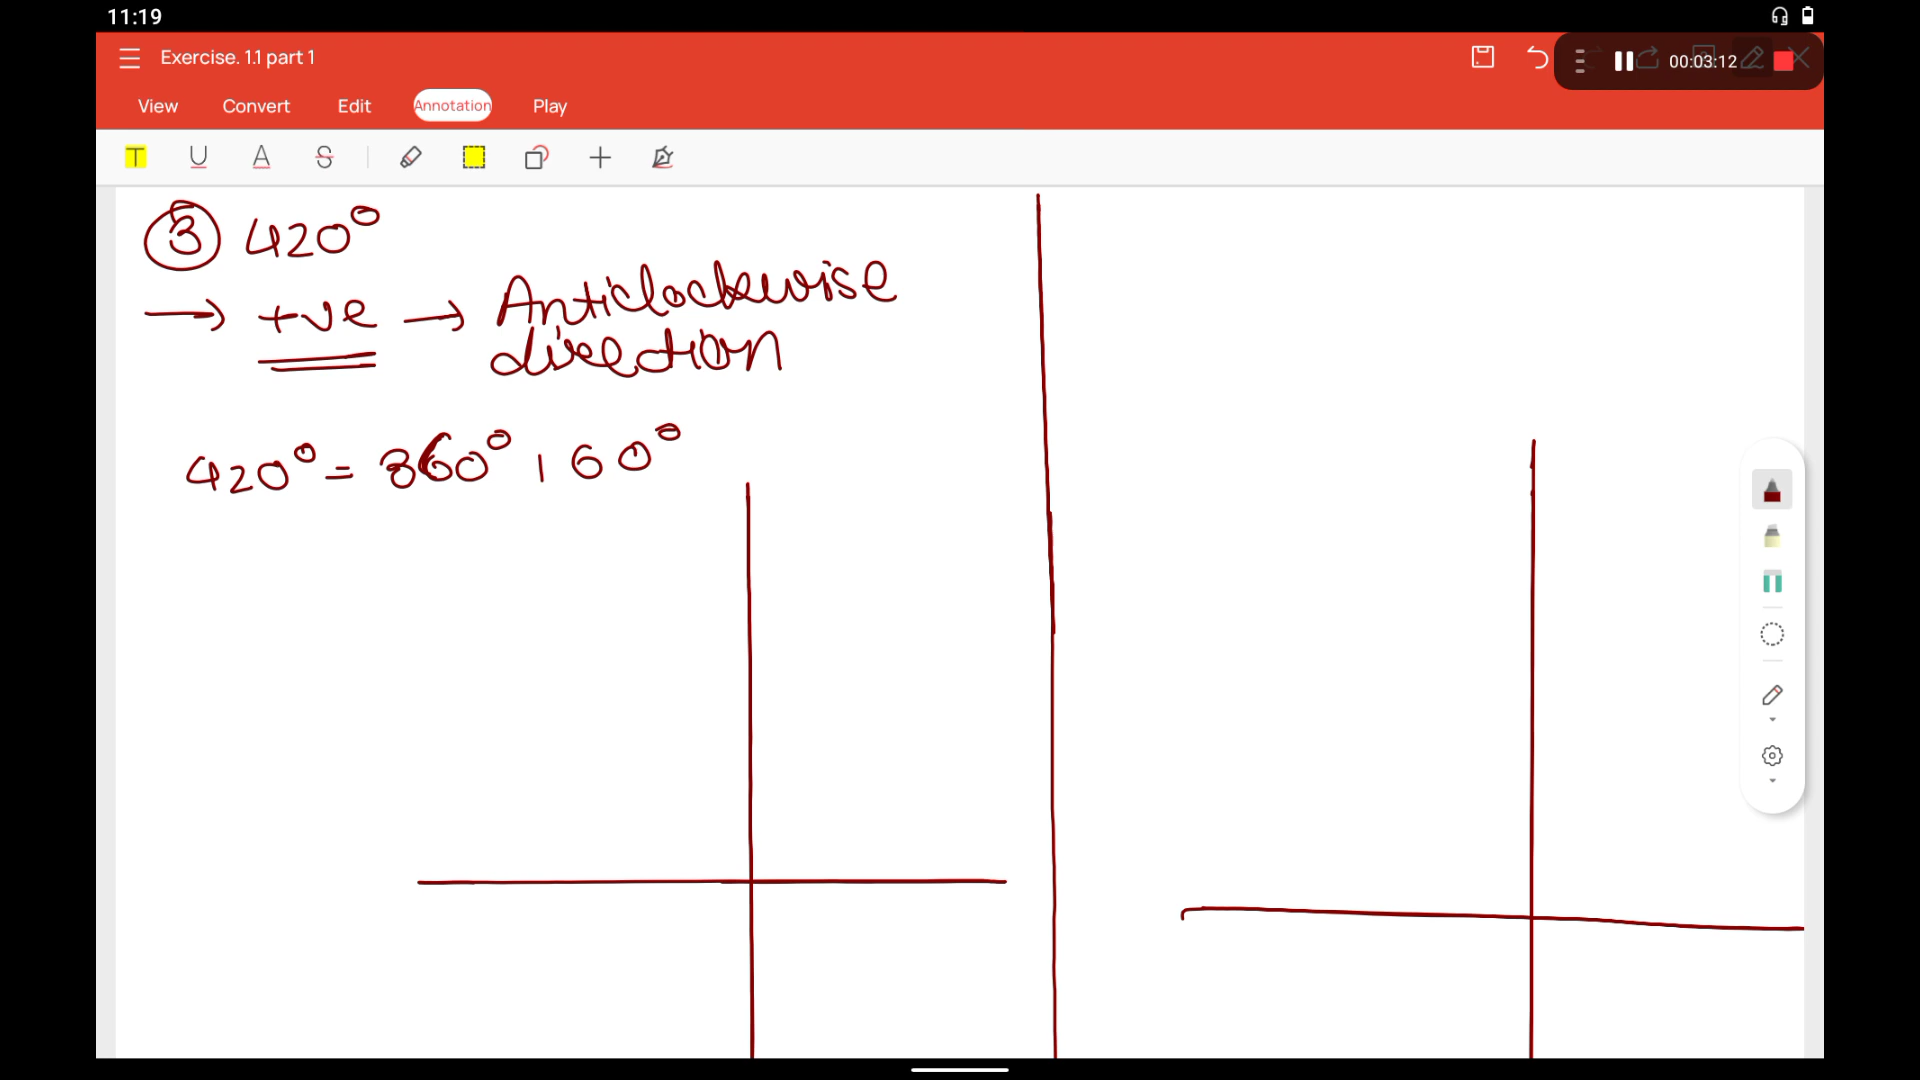 11:19
Exercise. 1.1 part 1
00:03:12
View Convert Edit Annotation Play
T U A S
③ 420°
→ +ve → Anticlockwise
direction
420° = 360° | 60°